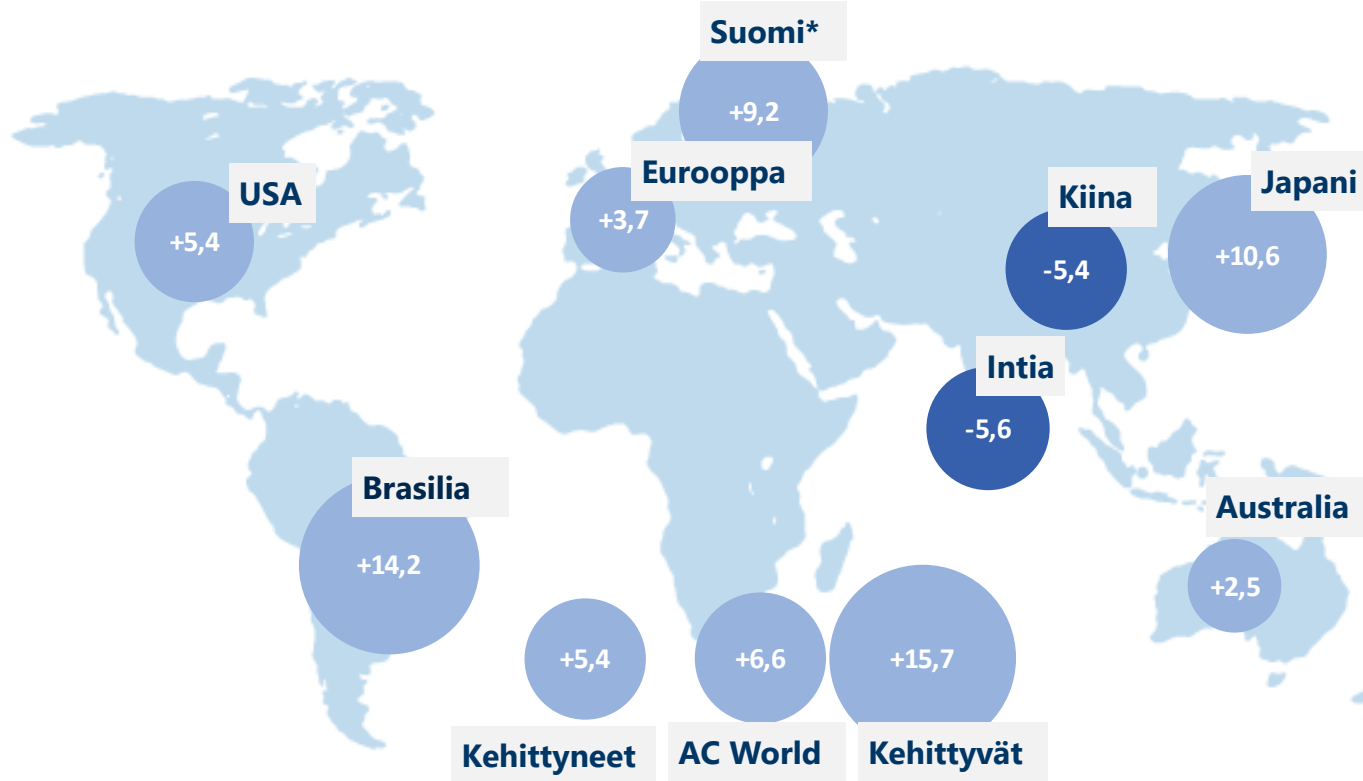 Suomi*
+9,2
Eurooppa
+3,7
USA
+5,4
Kiina
-5,4
Japani
+10,6
Intia
-5,6
Brasilia
+14,2
Australia
+2,5
+5,4
Kehittyneet
+6,6
AC World
+15,7
Kehittyvät